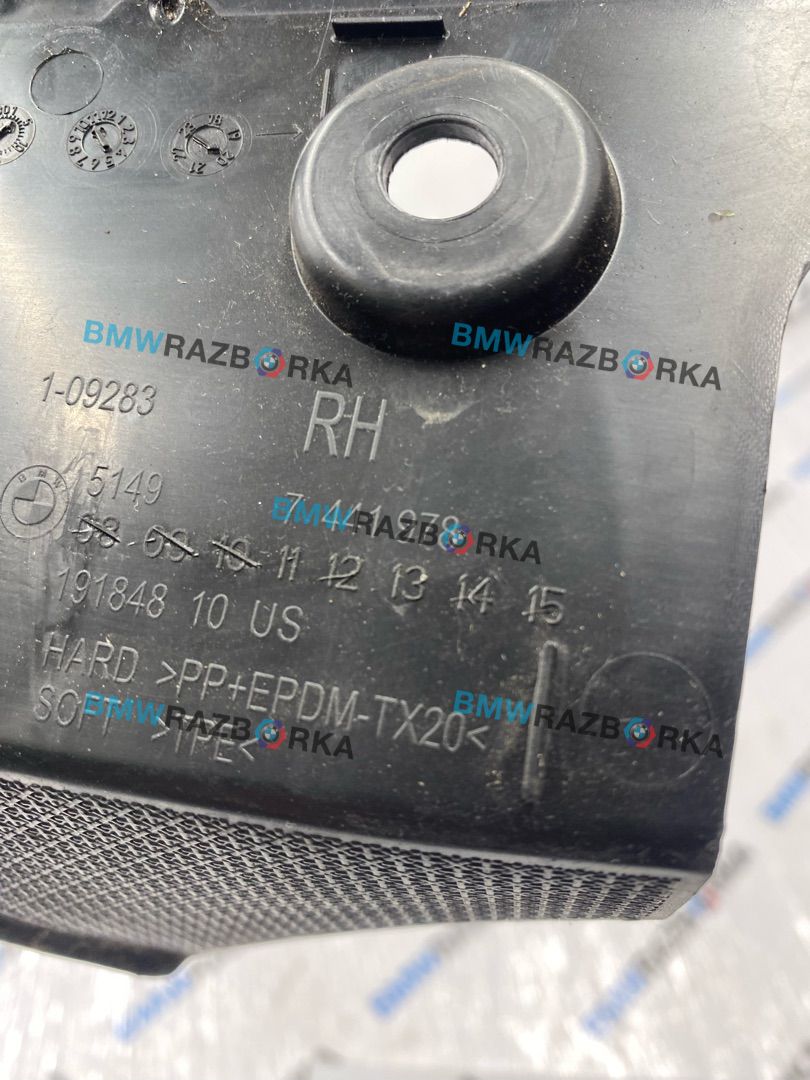 BMWRAZBORKA BMWRAZBORKA
1-09283 RH
BMW 5149
BMWRAZBORKA
08 09 10 11 12 13 14 15
191848 10 US
HARD >PP+EPDM-TX20<
SOFT >TPE<
BMWRAZBORKA BMWRAZBORKA